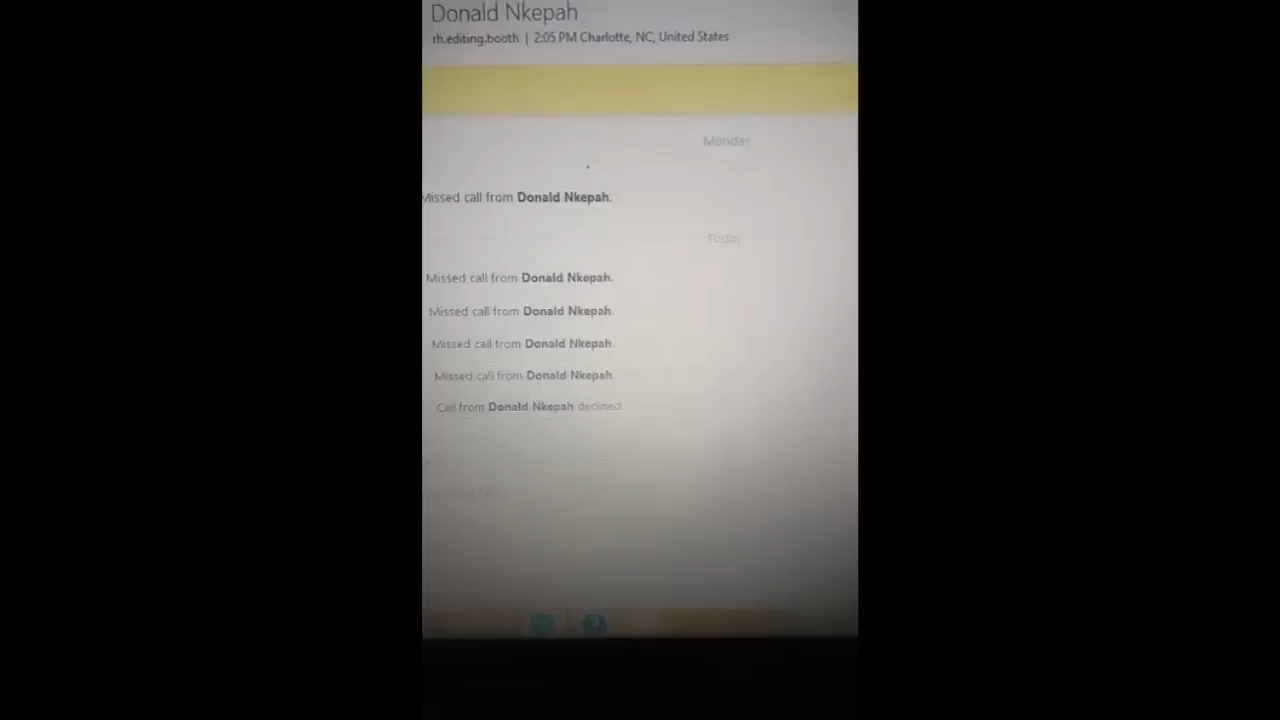 Donald Nkepah
rh.editing.booth | 2:05 PM Charlotte, NC, United States
Monday
Missed call from Donald Nkepah.
Today
Missed call from Donald Nkepah.
Missed call from Donald Nkepah.
Missed call from Donald Nkepah.
Missed call from Donald Nkepah.
Call from Donald Nkepah declined
?